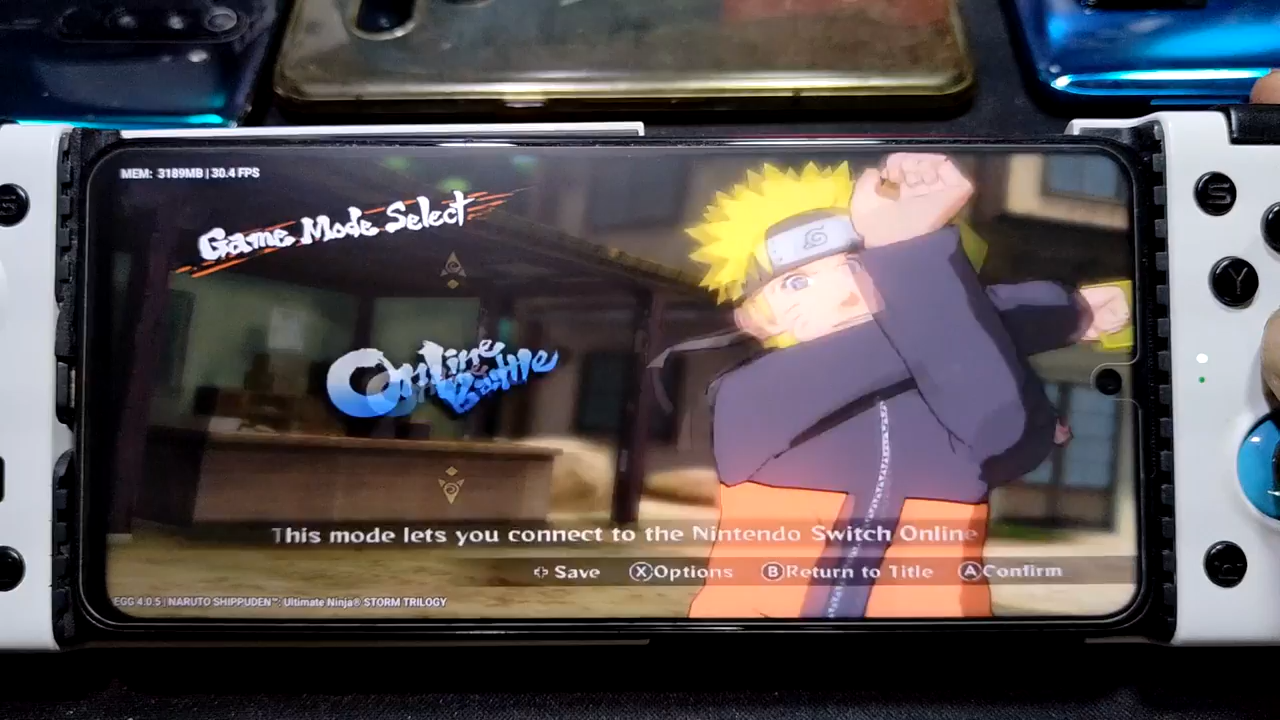 MEM: 3189MB | 30.4 FPS
Game Mode Select
Online Battle
This mode lets you connect to the Nintendo Switch Online
Save
X Options
B Return to Title
A Confirm
EGG 4.0.5 | NARUTO SHIPPUDEN™: Ultimate Ninja® STORM TRILOGY
S
Y